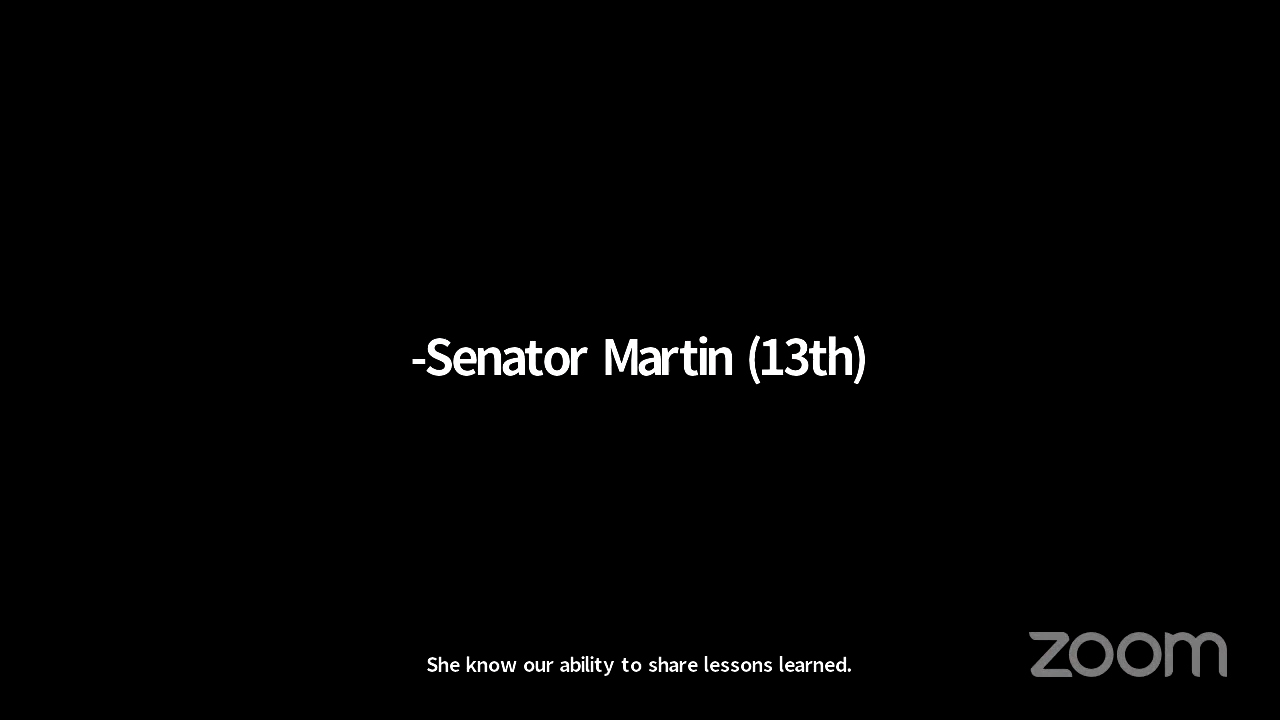 -Senator Martin (13th)
She know our ability to share lessons learned.
zoom